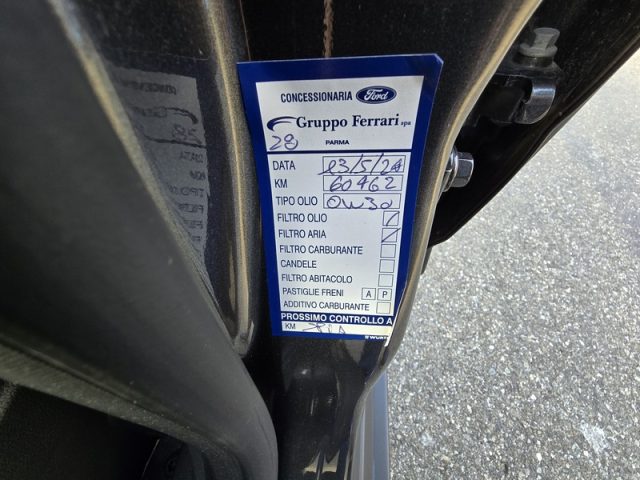 CONCESSIONARIA Ford
Gruppo Ferrari spa
28 PARMA
DATA 13/5/24
KM 60462
TIPO OLIO 0W30
FILTRO OLIO
FILTRO ARIA
FILTRO CARBURANTE
CANDELE
FILTRO ABITACOLO
PASTIGLIE FRENI A P
ADDITIVO CARBURANTE
PROSSIMO CONTROLLO A
KM